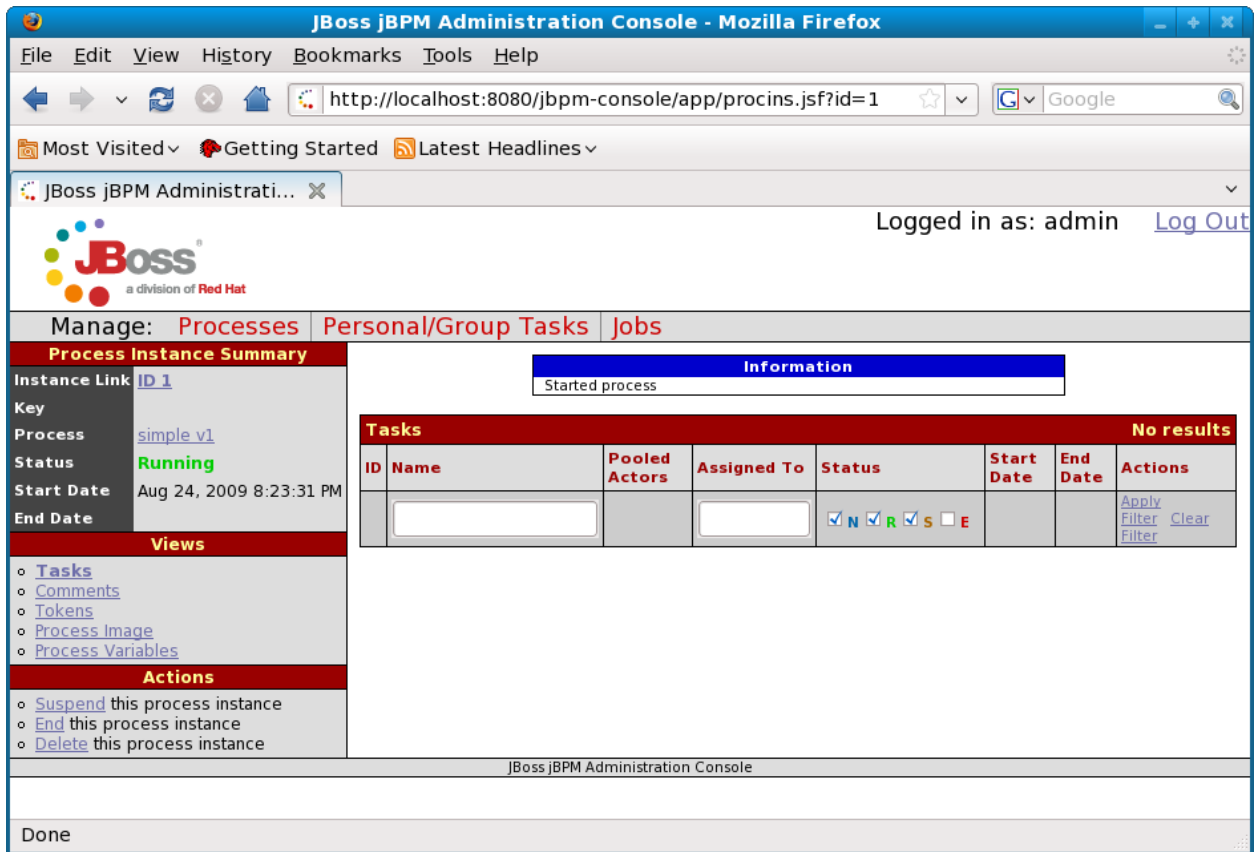 JBoss jBPM Administration Console - Mozilla Firefox
File Edit View History Bookmarks Tools Help
http://localhost:8080/jbpm-console/app/procins.jsf?id=1 G Google
Most Visited Getting Started Latest Headlines
JBoss jBPM Administrati...
Logged in as: admin Log Out
JBoss®
a division of Red Hat
Manage: Processes Personal/Group Tasks Jobs
Process Instance Summary
Instance Link ID 1
Key
Process simple v1
Status Running
Start Date Aug 24, 2009 8:23:31 PM
End Date
Views
Tasks
Comments
Tokens
Process Image
Process Variables
Actions
Suspend this process instance
End this process instance
Delete this process instance
Information
Started process
Tasks No results
ID Name Pooled Actors Assigned To Status Start Date End Date Actions
N R S E
Apply
Filter Clear
Filter
JBoss jBPM Administration Console
Done